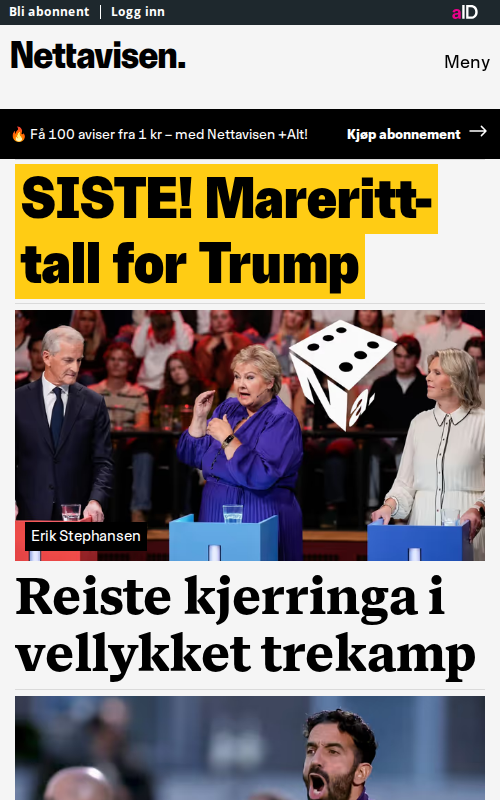 Bli abonnent
Logg inn
aID
Nettavisen.
Meny
🔥 Få 100 aviser fra 1 kr – med Nettavisen +Alt!
Kjøp abonnement →
SISTE! Mareritt-
tall for Trump
Na.
Erik Stephansen
Reiste kjerringa i
vellykket trekamp